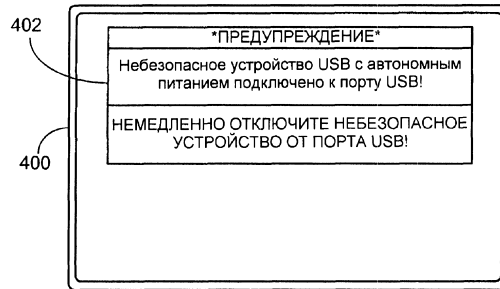 402
*ПРЕДУПРЕЖДЕНИЕ*
Небезопасное устройство USB с автономным
питанием подключено к порту USB!
НЕМЕДЛЕННО ОТКЛЮЧИТЕ НЕБЕЗОПАСНОЕ
УСТРОЙСТВО ОТ ПОРТА USB!
400